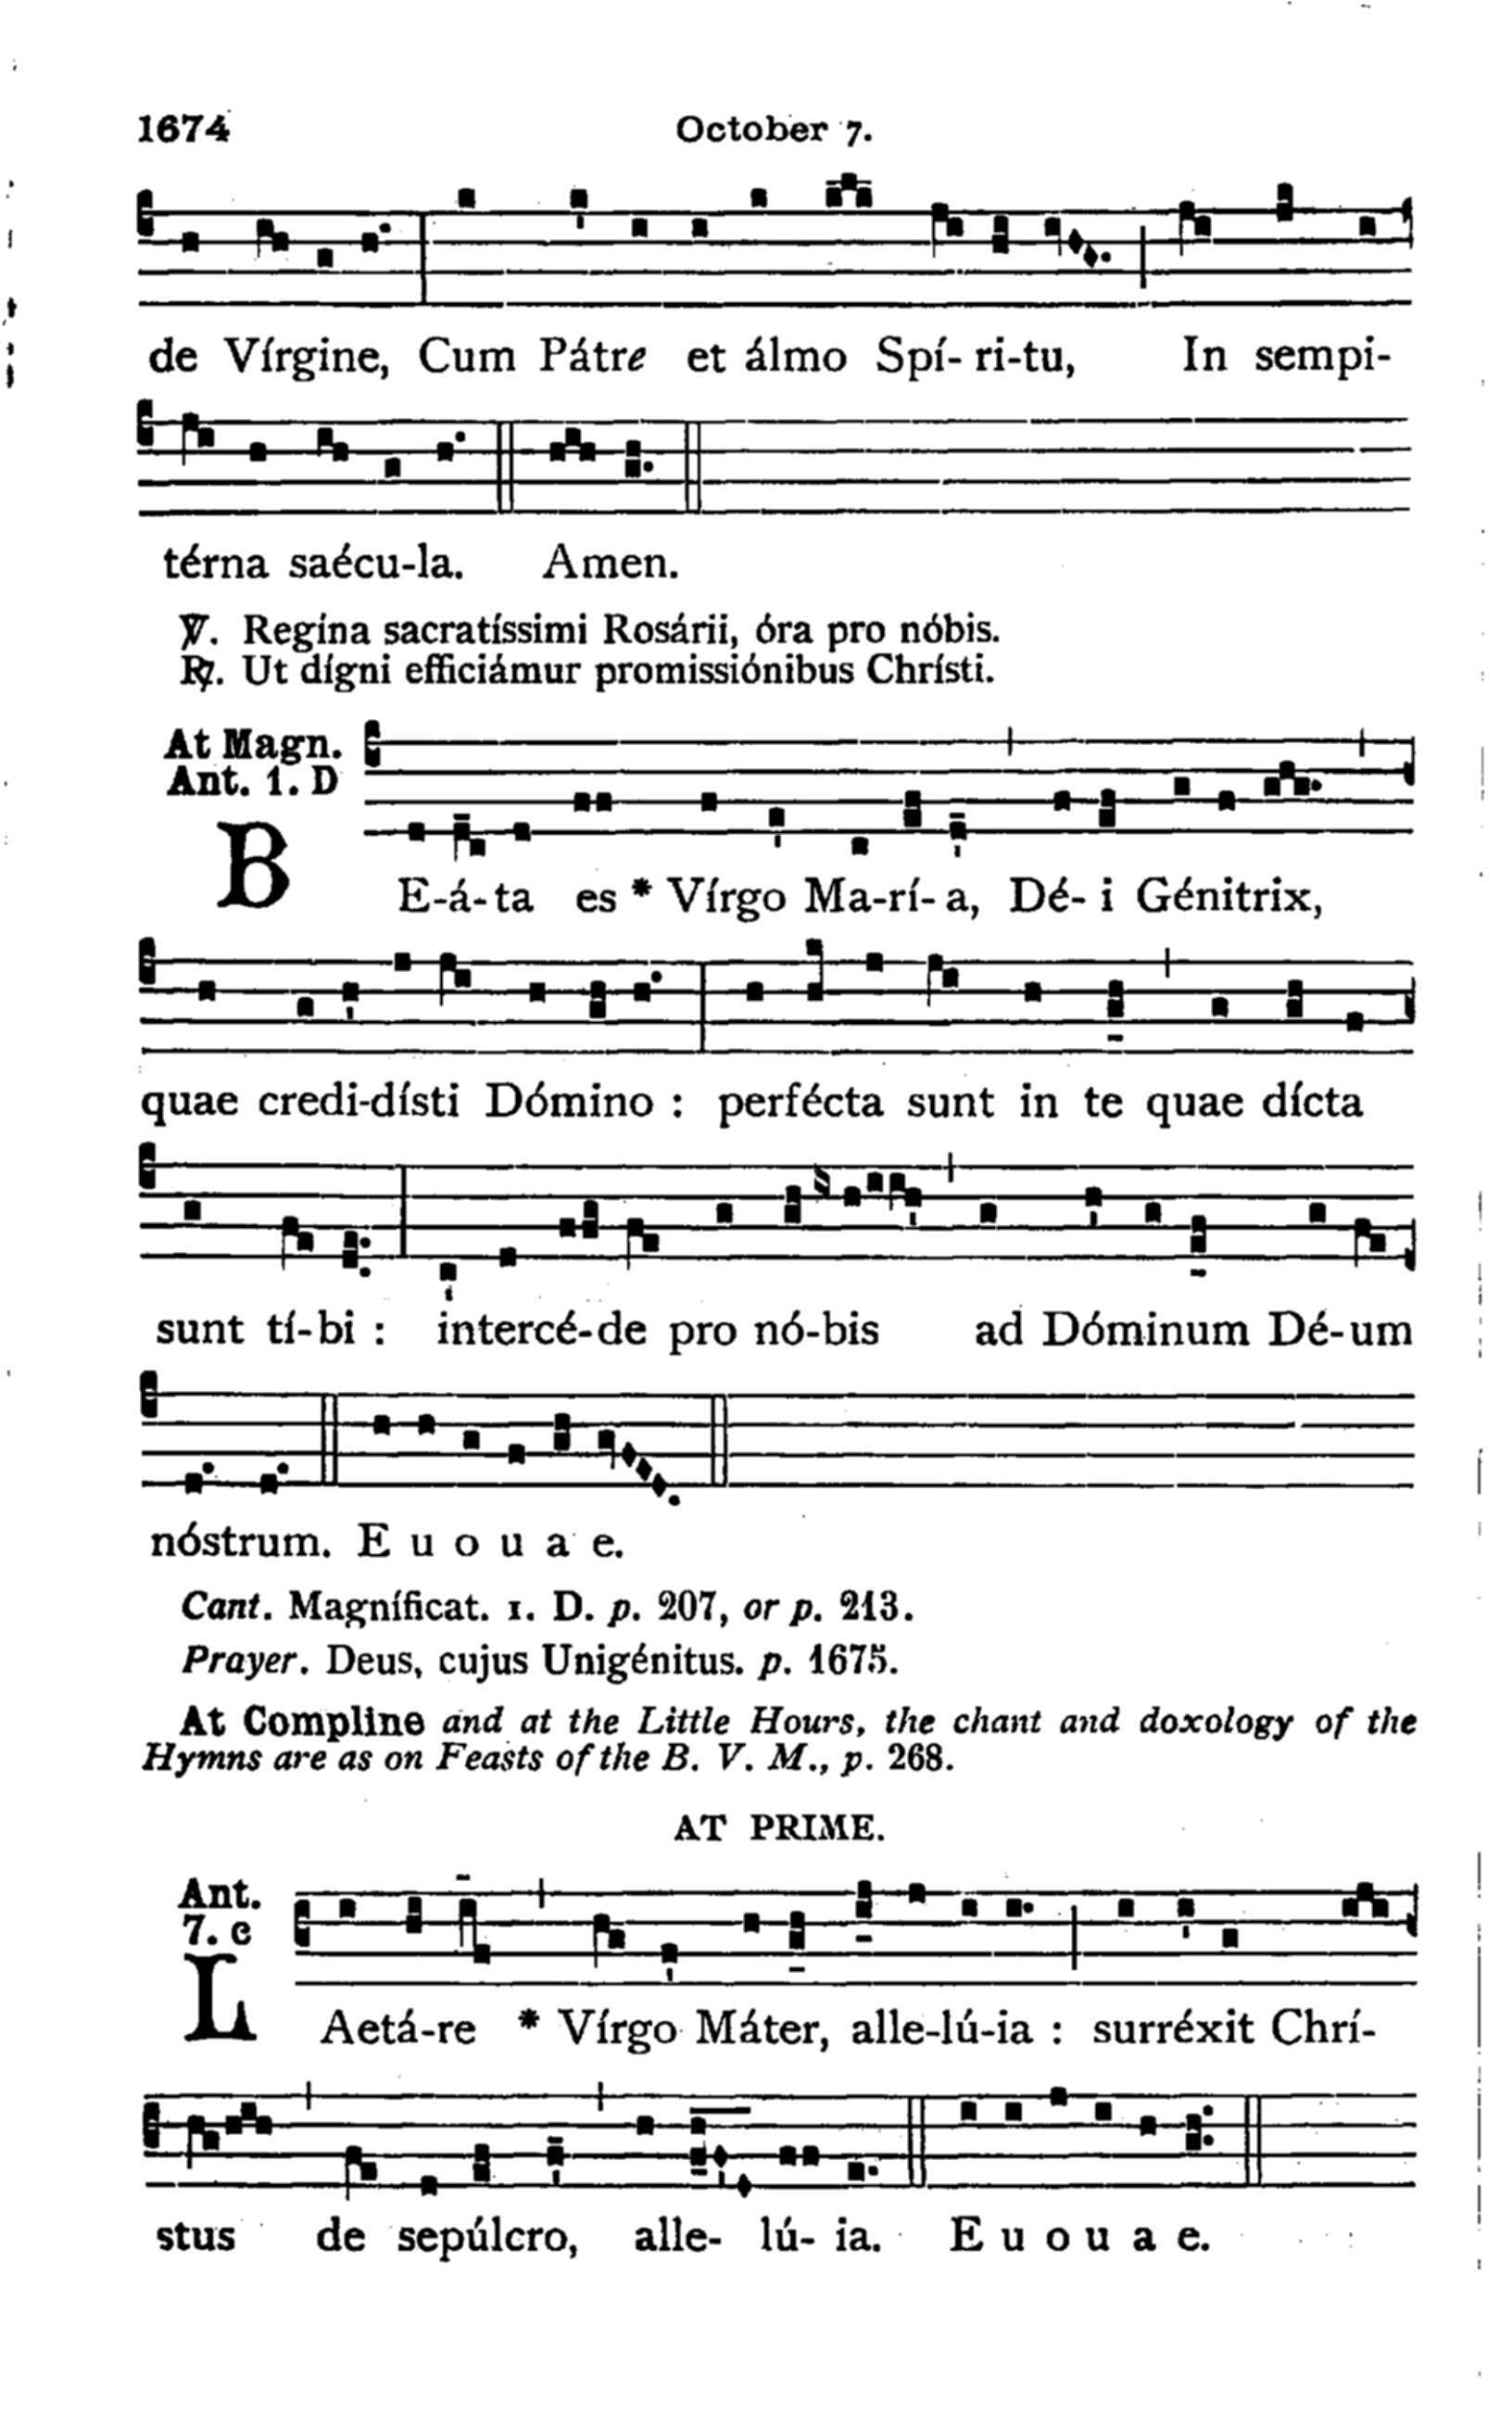 1674 October 7.
de Vírgine, Cum Pátre et álmo Spí- ri-tu, In sempi-
térna saécu-la. Amen.
℣. Regína sacratíssimi Rosárii, óra pro nóbis.
℟. Ut dígni efficiámur promissiónibus Chrísti.
At Magn.
Ant. 1. D
BE-á-ta es * Vírgo Ma-rí- a, Dé- i Génitrix,
quae credi-dísti Dómino : perfécta sunt in te quae dícta
sunt tí-bi : intercé-de pro nó-bis ad Dóminum Dé-um
nóstrum. E u o u a e.
Cant. Magníficat. 1. D. p. 207, or p. 213.
Prayer. Deus, cujus Unigénitus. p. 1675.
At Compline and at the Little Hours, the chant and doxology of the
Hymns are as on Feasts of the B. V. M., p. 268.
AT PRIME.
Ant.
7. c
LAetá-re * Vírgo Máter, alle-lú-ia : surréxit Chrí-
stus de sepúlcro, alle- lú- ia. E u o u a e.